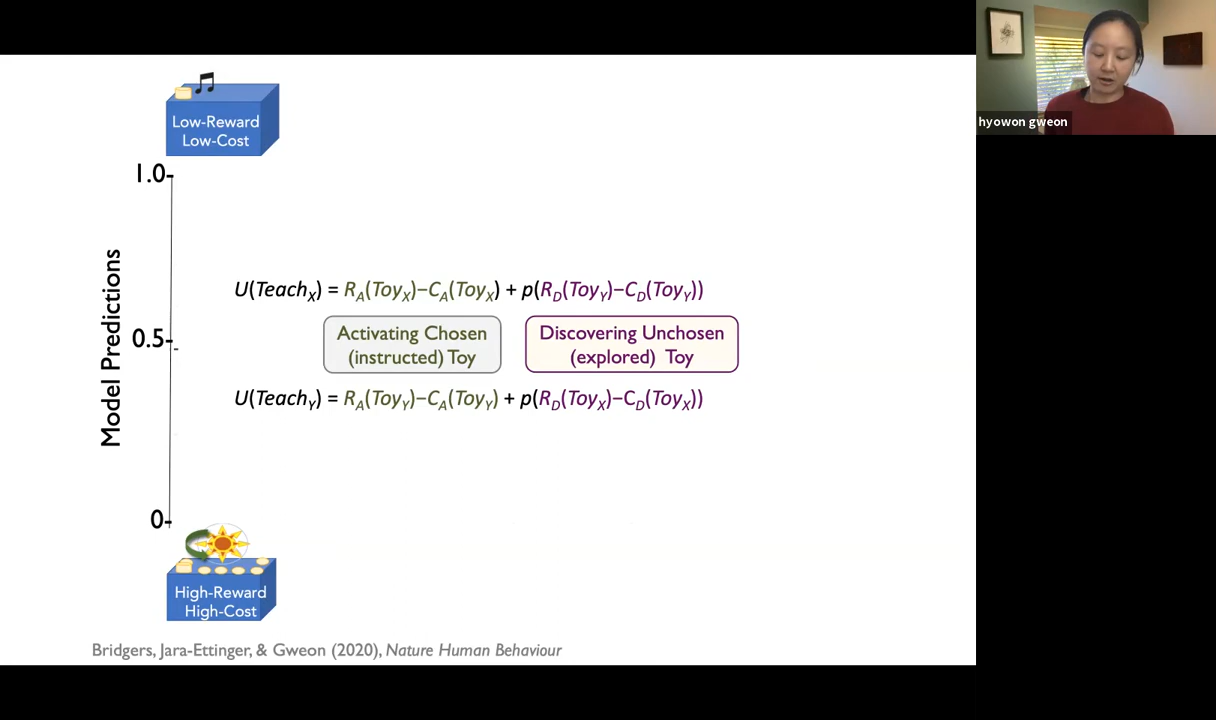 Low-Reward
Low-Cost
hyowon gweon
1.0
Model Predictions
U(Teach_X) = R_A(Toy_X)–C_A(Toy_X) + p(R_D(Toy_Y)–C_D(Toy_Y))
0.5
Activating Chosen
(instructed) Toy
Discovering Unchosen
(explored) Toy
U(Teach_Y) = R_A(Toy_Y)–C_A(Toy_Y) + p(R_D(Toy_X)–C_D(Toy_X))
0
High-Reward
High-Cost
Bridgers, Jara-Ettinger, & Gweon (2020), Nature Human Behaviour